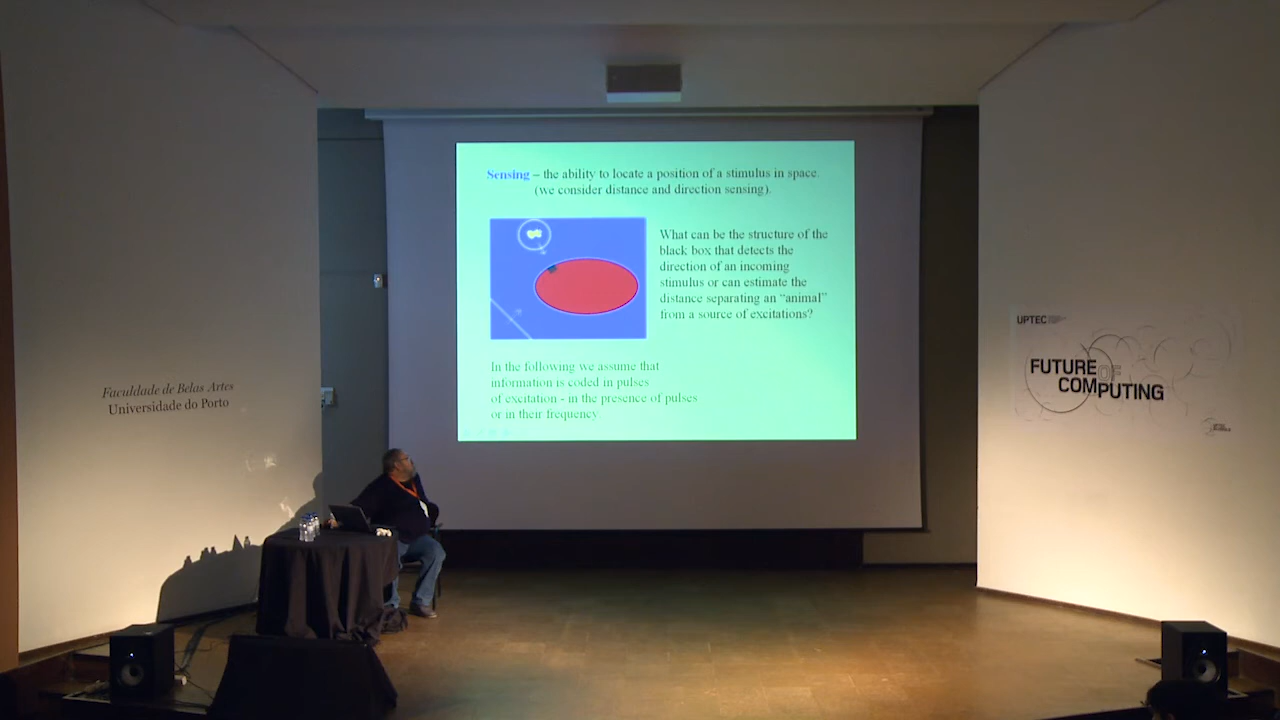 Sensing – the ability to locate a position of a stimulus in space.
(we consider distance and direction sensing).
What can be the structure of the
black box that detects the
direction of an incoming
stimulus or can estimate the
distance separating an “animal”
from a source of excitations?
In the following we assume that
information is coded in pulses
of excitation - in the presence of pulses
or in their frequency.
Faculdade de Belas Artes
Universidade do Porto
UPTEC
FUTURE OF
COMPUTING